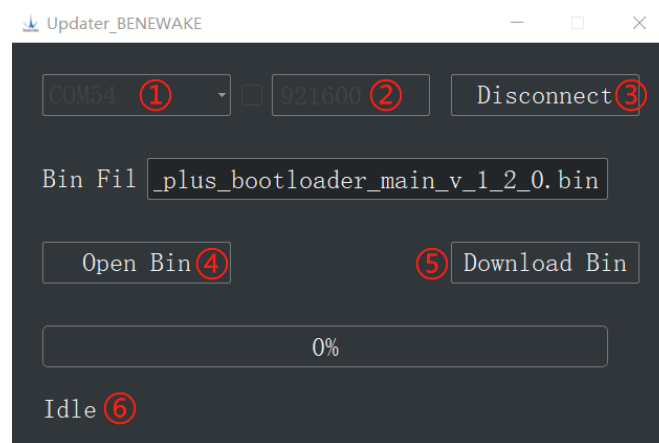 Updater_BENEWAKE
COM54 ① 921600 ② Disconnect ③
Bin Fil _plus_bootloader_main_v_1_2_0.bin
Open Bin ④ ⑤ Download Bin
0%
Idle ⑥